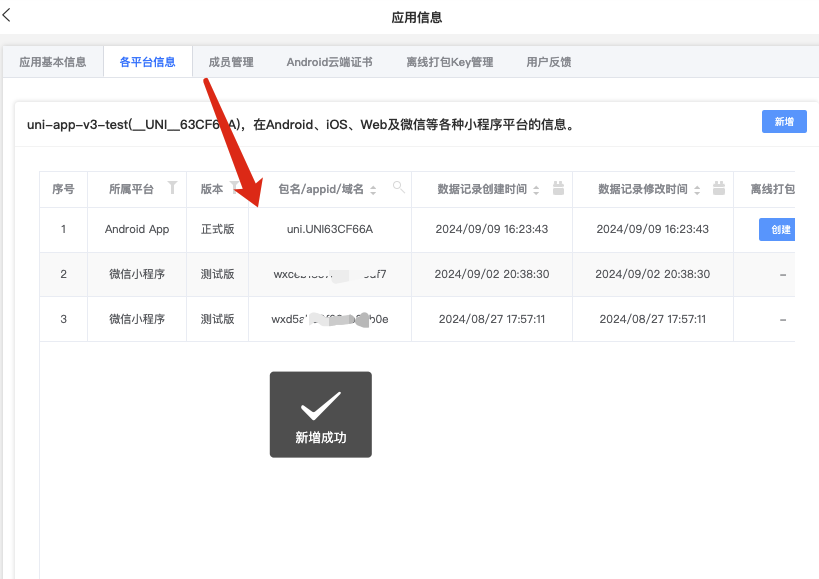 应用信息
应用基本信息 各平台信息 成员管理 Android云端证书 离线打包Key管理 用户反馈
uni-app-v3-test(__UNI__63CF66A)，在Android、iOS、Web及微信等各种小程序平台的信息。 新增
序号 所属平台 版本 包名/appid/域名 数据记录创建时间 数据记录修改时间 离线打包
1 Android App 正式版 uni.UNI63CF66A 2024/09/09 16:23:43 2024/09/09 16:23:43 创建
2 微信小程序 测试版 2024/09/02 20:38:30 2024/09/02 20:38:30 –
3 微信小程序 测试版 2024/08/27 17:57:11 2024/08/27 17:57:11 –
新增成功